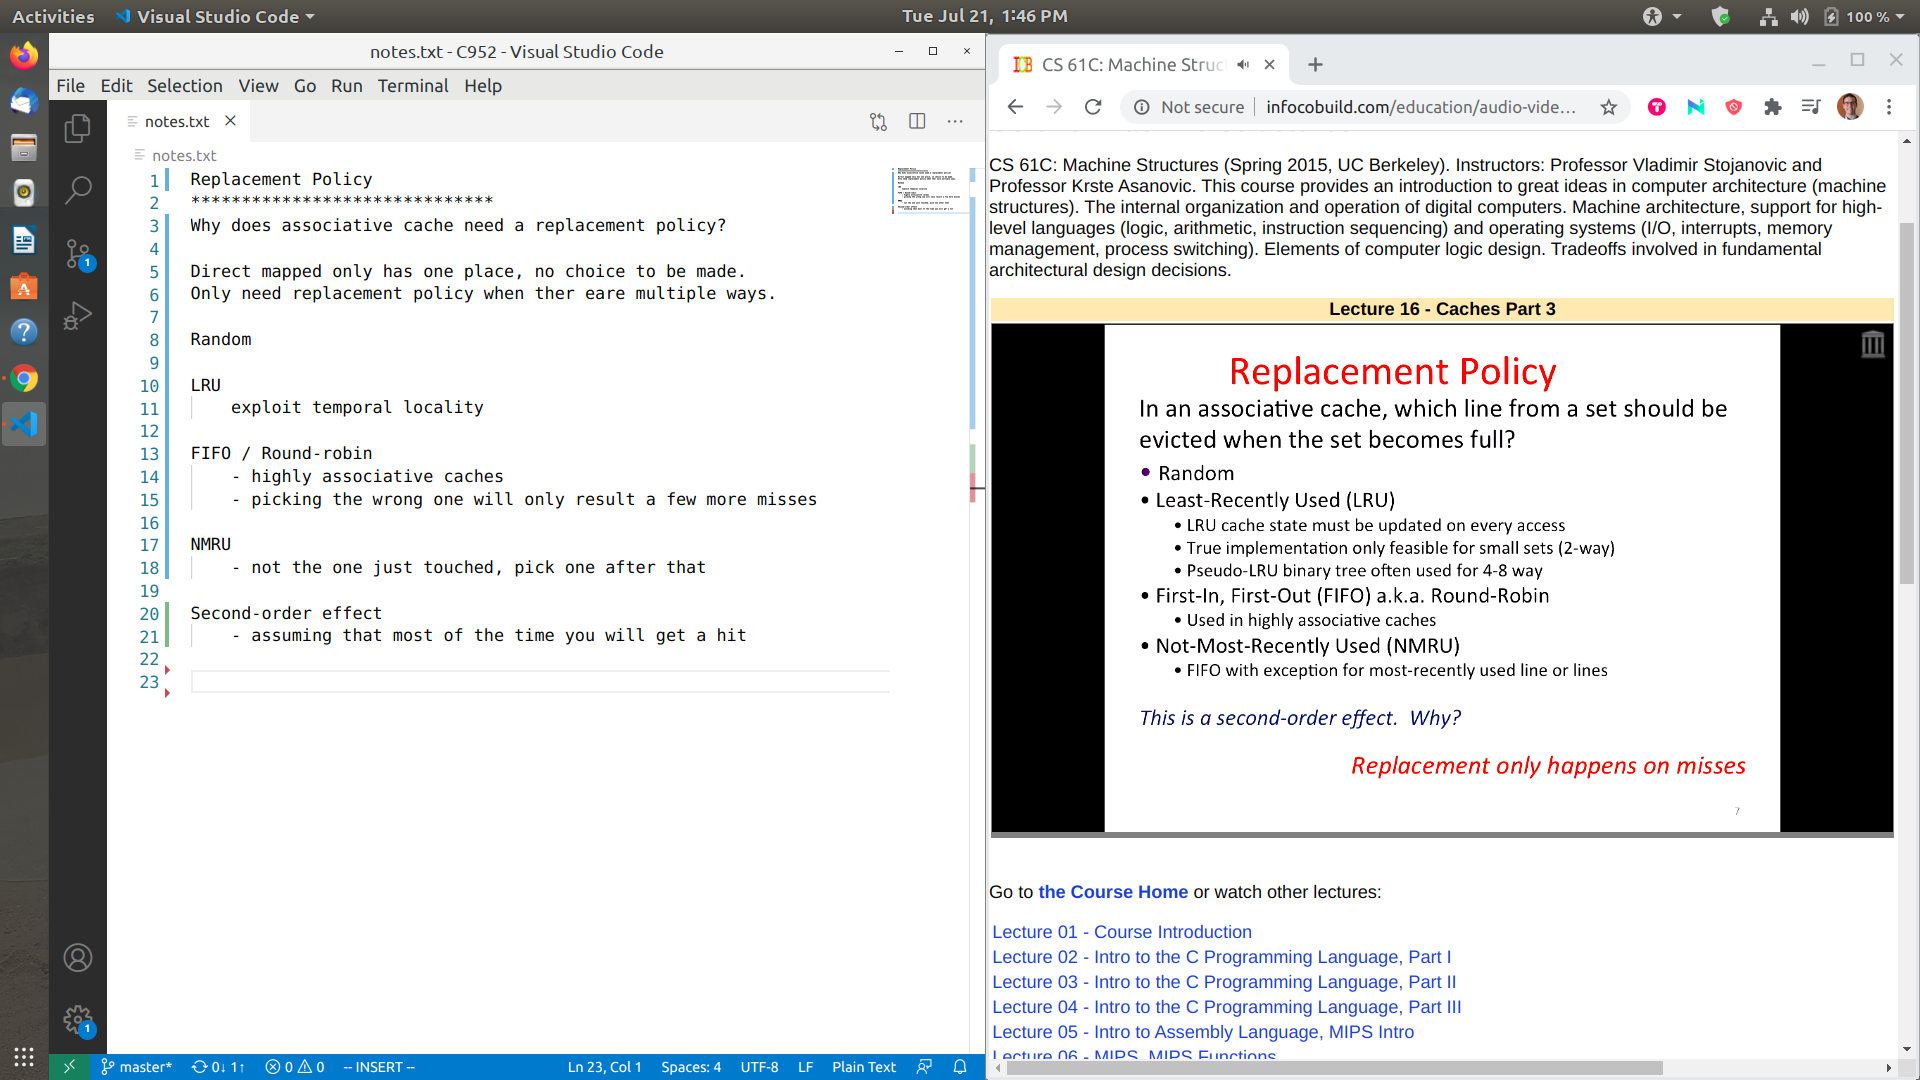 Activities
Visual Studio Code
Tue Jul 21, 1:46 PM
100 %
notes.txt - C952 - Visual Studio Code
File Edit Selection View Go Run Terminal Help
notes.txt
notes.txt
1 Replacement Policy
2 ******************************
3 Why does associative cache need a replacement policy?
4
5 Direct mapped only has one place, no choice to be made.
6 Only need replacement policy when ther eare multiple ways.
7
8 Random
9
10 LRU
11 exploit temporal locality
12
13 FIFO / Round-robin
14 - highly associative caches
15 - picking the wrong one will only result a few more misses
16
17 NMRU
18 - not the one just touched, pick one after that
19
20 Second-order effect
21 - assuming that most of the time you will get a hit
22
23
1
1
master* 0↓ 1↑ 0 0 -- INSERT -- Ln 23, Col 1 Spaces: 4 UTF-8 LF Plain Text
CS 61C: Machine Struc
Not secure infocobuild.com/education/audio-vide...
CS 61C: Machine Structures (Spring 2015, UC Berkeley). Instructors: Professor Vladimir Stojanovic and
Professor Krste Asanovic. This course provides an introduction to great ideas in computer architecture (machine
structures). The internal organization and operation of digital computers. Machine architecture, support for high-
level languages (logic, arithmetic, instruction sequencing) and operating systems (I/O, interrupts, memory
management, process switching). Elements of computer logic design. Tradeoffs involved in fundamental
architectural design decisions.
Lecture 16 - Caches Part 3
Replacement Policy
In an associative cache, which line from a set should be
evicted when the set becomes full?
• Random
• Least-Recently Used (LRU)
• LRU cache state must be updated on every access
• True implementation only feasible for small sets (2-way)
• Pseudo-LRU binary tree often used for 4-8 way
• First-In, First-Out (FIFO) a.k.a. Round-Robin
• Used in highly associative caches
• Not-Most-Recently Used (NMRU)
• FIFO with exception for most-recently used line or lines
This is a second-order effect. Why?
Replacement only happens on misses
7
Go to the Course Home or watch other lectures:
Lecture 01 - Course Introduction
Lecture 02 - Intro to the C Programming Language, Part I
Lecture 03 - Intro to the C Programming Language, Part II
Lecture 04 - Intro to the C Programming Language, Part III
Lecture 05 - Intro to Assembly Language, MIPS Intro
Lecture 06 - MIPS, MIPS Functions